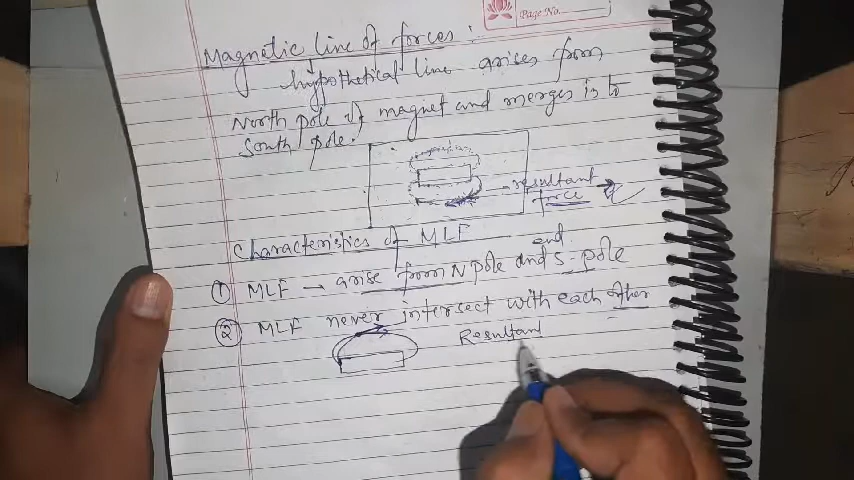 Page No.
Magnetic line of forces :
hypothetical line arises from
North pole of magnet and merges in to
South pole.
resultant
force
Characteristics of MLF
① MLF → arise from N pole and end S-pole
② MLF never intersect with each other
Resultant